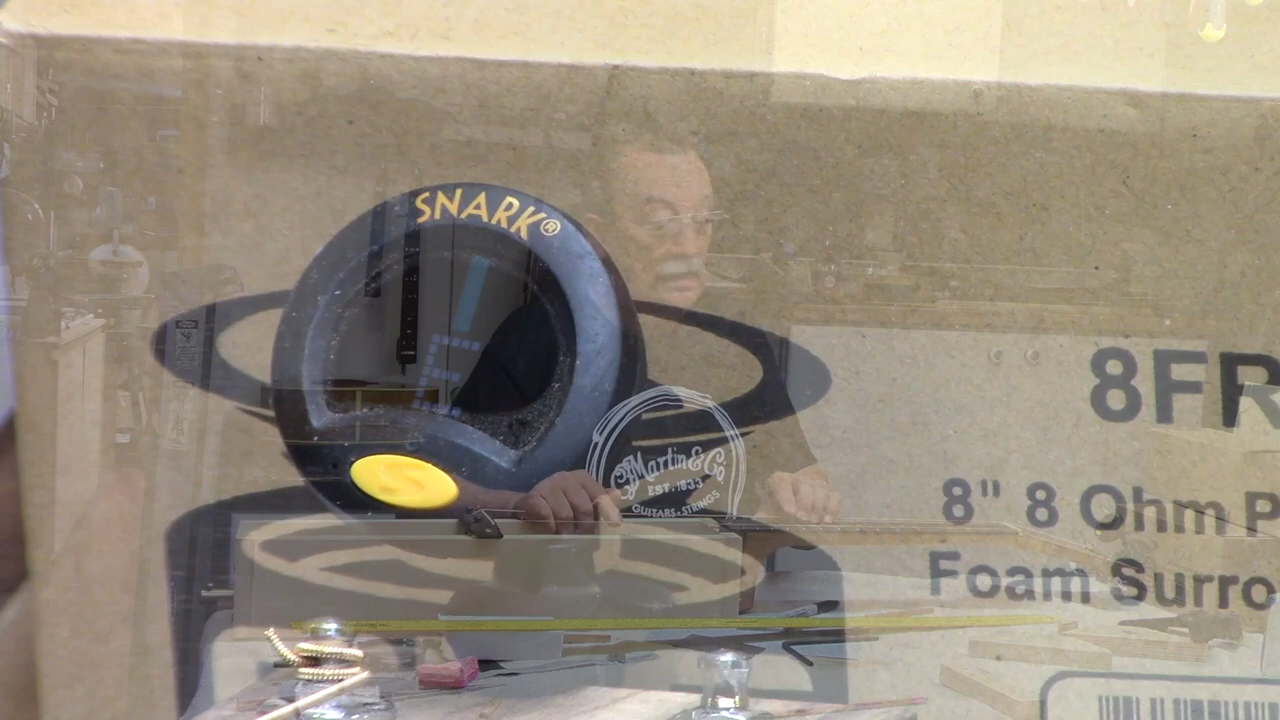 SNARK®
E
Martin & Co.
EST. 1833
GUITARS • STRINGS
8FR
8" 8 Ohm P
Foam Surro